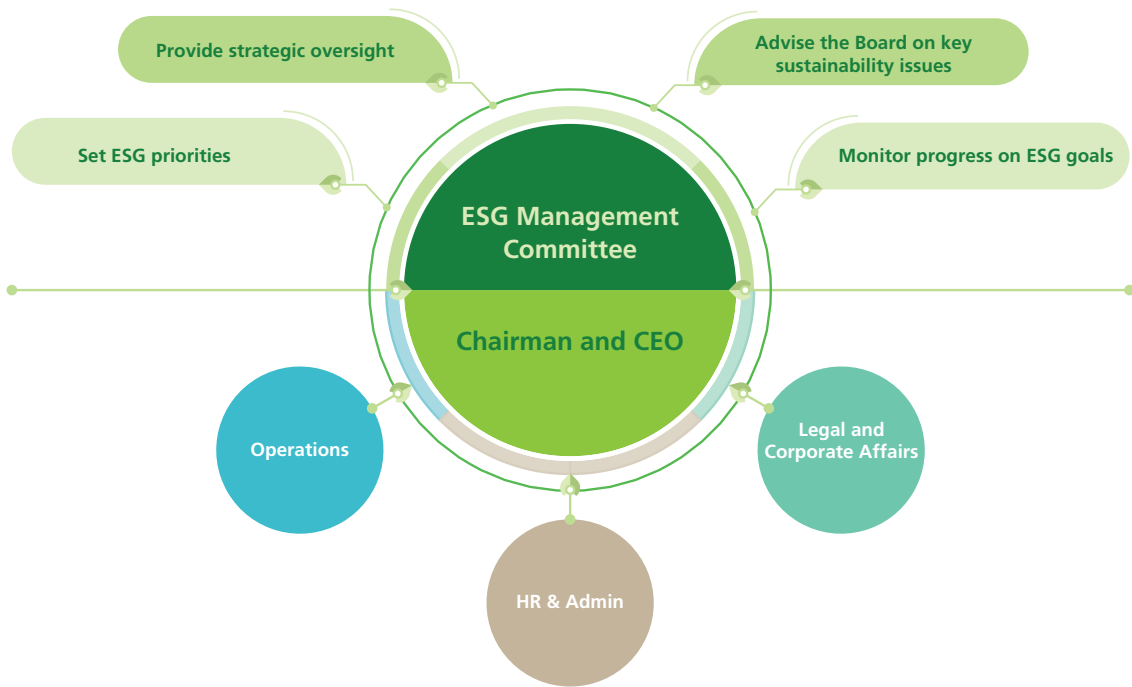 Provide strategic oversight
Advise the Board on key
sustainability issues
Set ESG priorities
Monitor progress on ESG goals
ESG Management
Committee
Chairman and CEO
Operations
Legal and
Corporate Affairs
HR & Admin